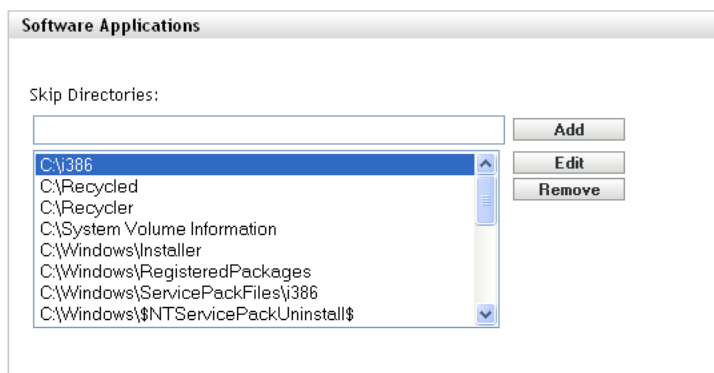 Software Applications
Skip Directories:
Add
C:\i386
Edit
C:\Recycled
Remove
C:\Recycler
C:\System Volume Information
C:\Windows\Installer
C:\Windows\RegisteredPackages
C:\Windows\ServicePackFiles\i386
C:\Windows\$NTServicePackUninstall$